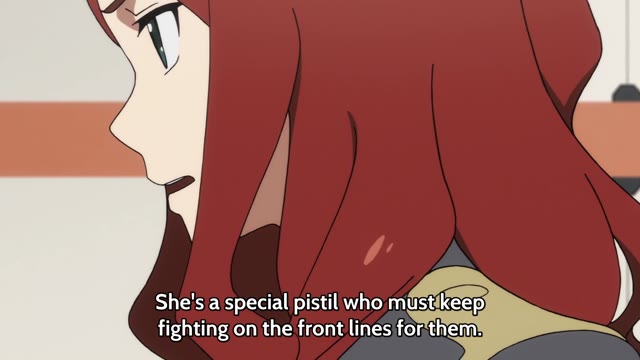 She's a special pistil who must keep
fighting on the front lines for them.